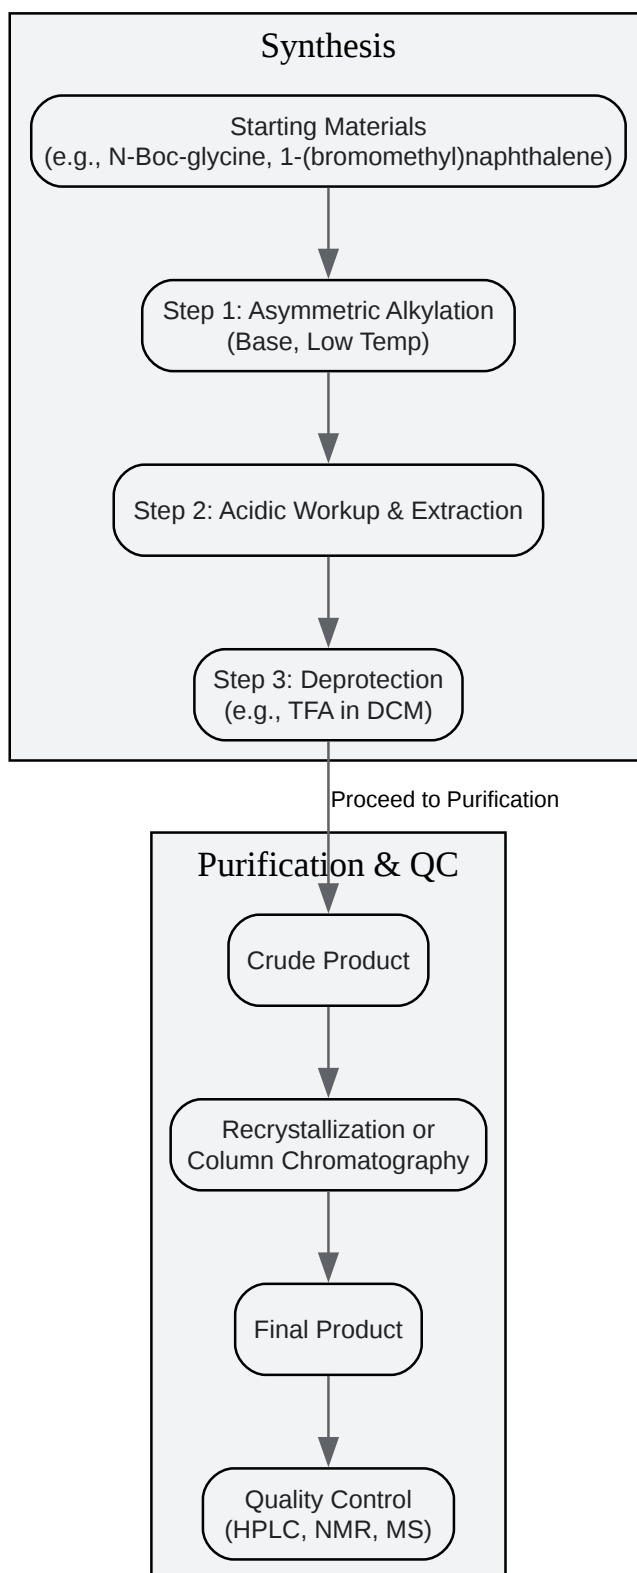 Synthesis
Starting Materials
(e.g., N-Boc-glycine, 1-(bromomethyl)naphthalene)
Step 1: Asymmetric Alkylation
(Base, Low Temp)
Step 2: Acidic Workup & Extraction
Step 3: Deprotection
(e.g., TFA in DCM)
Proceed to Purification
Purification & QC
Crude Product
Recrystallization or
Column Chromatography
Final Product
Quality Control
(HPLC, NMR, MS)